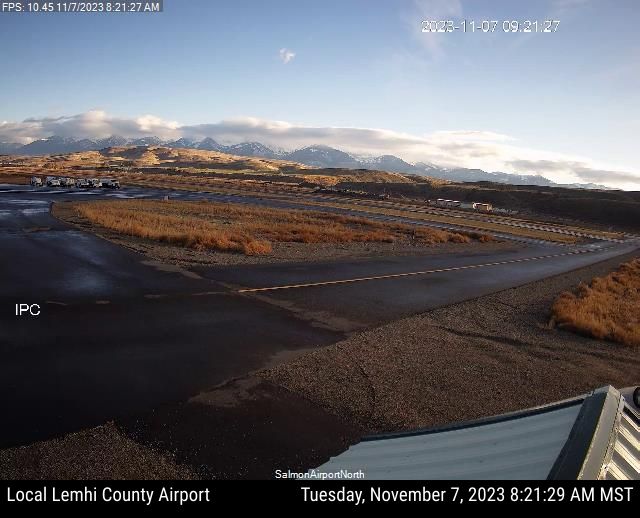 FPS: 10.45 11/7/2023 8:21:27 AM
2023-11-07 09:21:27
IPC
SalmonAirportNorth
Local Lemhi County Airport Tuesday, November 7, 2023 8:21:29 AM MST